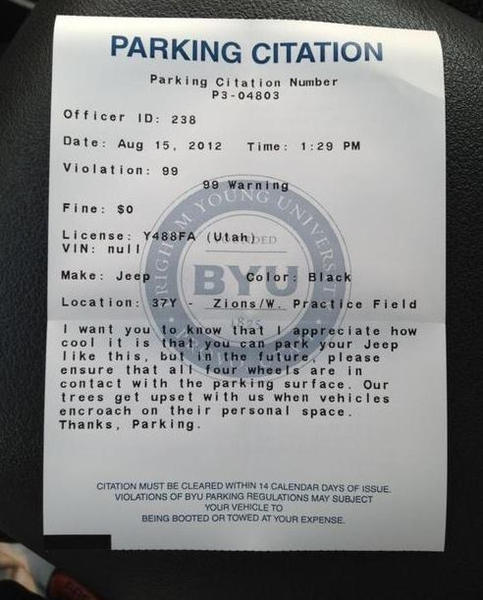 PARKING CITATION
Parking Citation Number
P3-04803
Officer ID: 238
Date: Aug 15, 2012 Time: 1:29 PM
Violation: 99
99 Warning
Fine: $0
License: Y488FA (Utah)
VIN: null
Make: Jeep Color: Black
Location: 37Y - Zions/W. Practice Field
I want you to know that I appreciate how
cool it is that you can park your Jeep
like this, but in the future, please
ensure that all four wheels are in
contact with the parking surface. Our
trees get upset with us when vehicles
encroach on their personal space.
Thanks, Parking.
BRIGHAM YOUNG UNIVERSITY
FOUNDED
BYU
1875
CITATION MUST BE CLEARED WITHIN 14 CALENDAR DAYS OF ISSUE.
VIOLATIONS OF BYU PARKING REGULATIONS MAY SUBJECT
YOUR VEHICLE TO
BEING BOOTED OR TOWED AT YOUR EXPENSE.